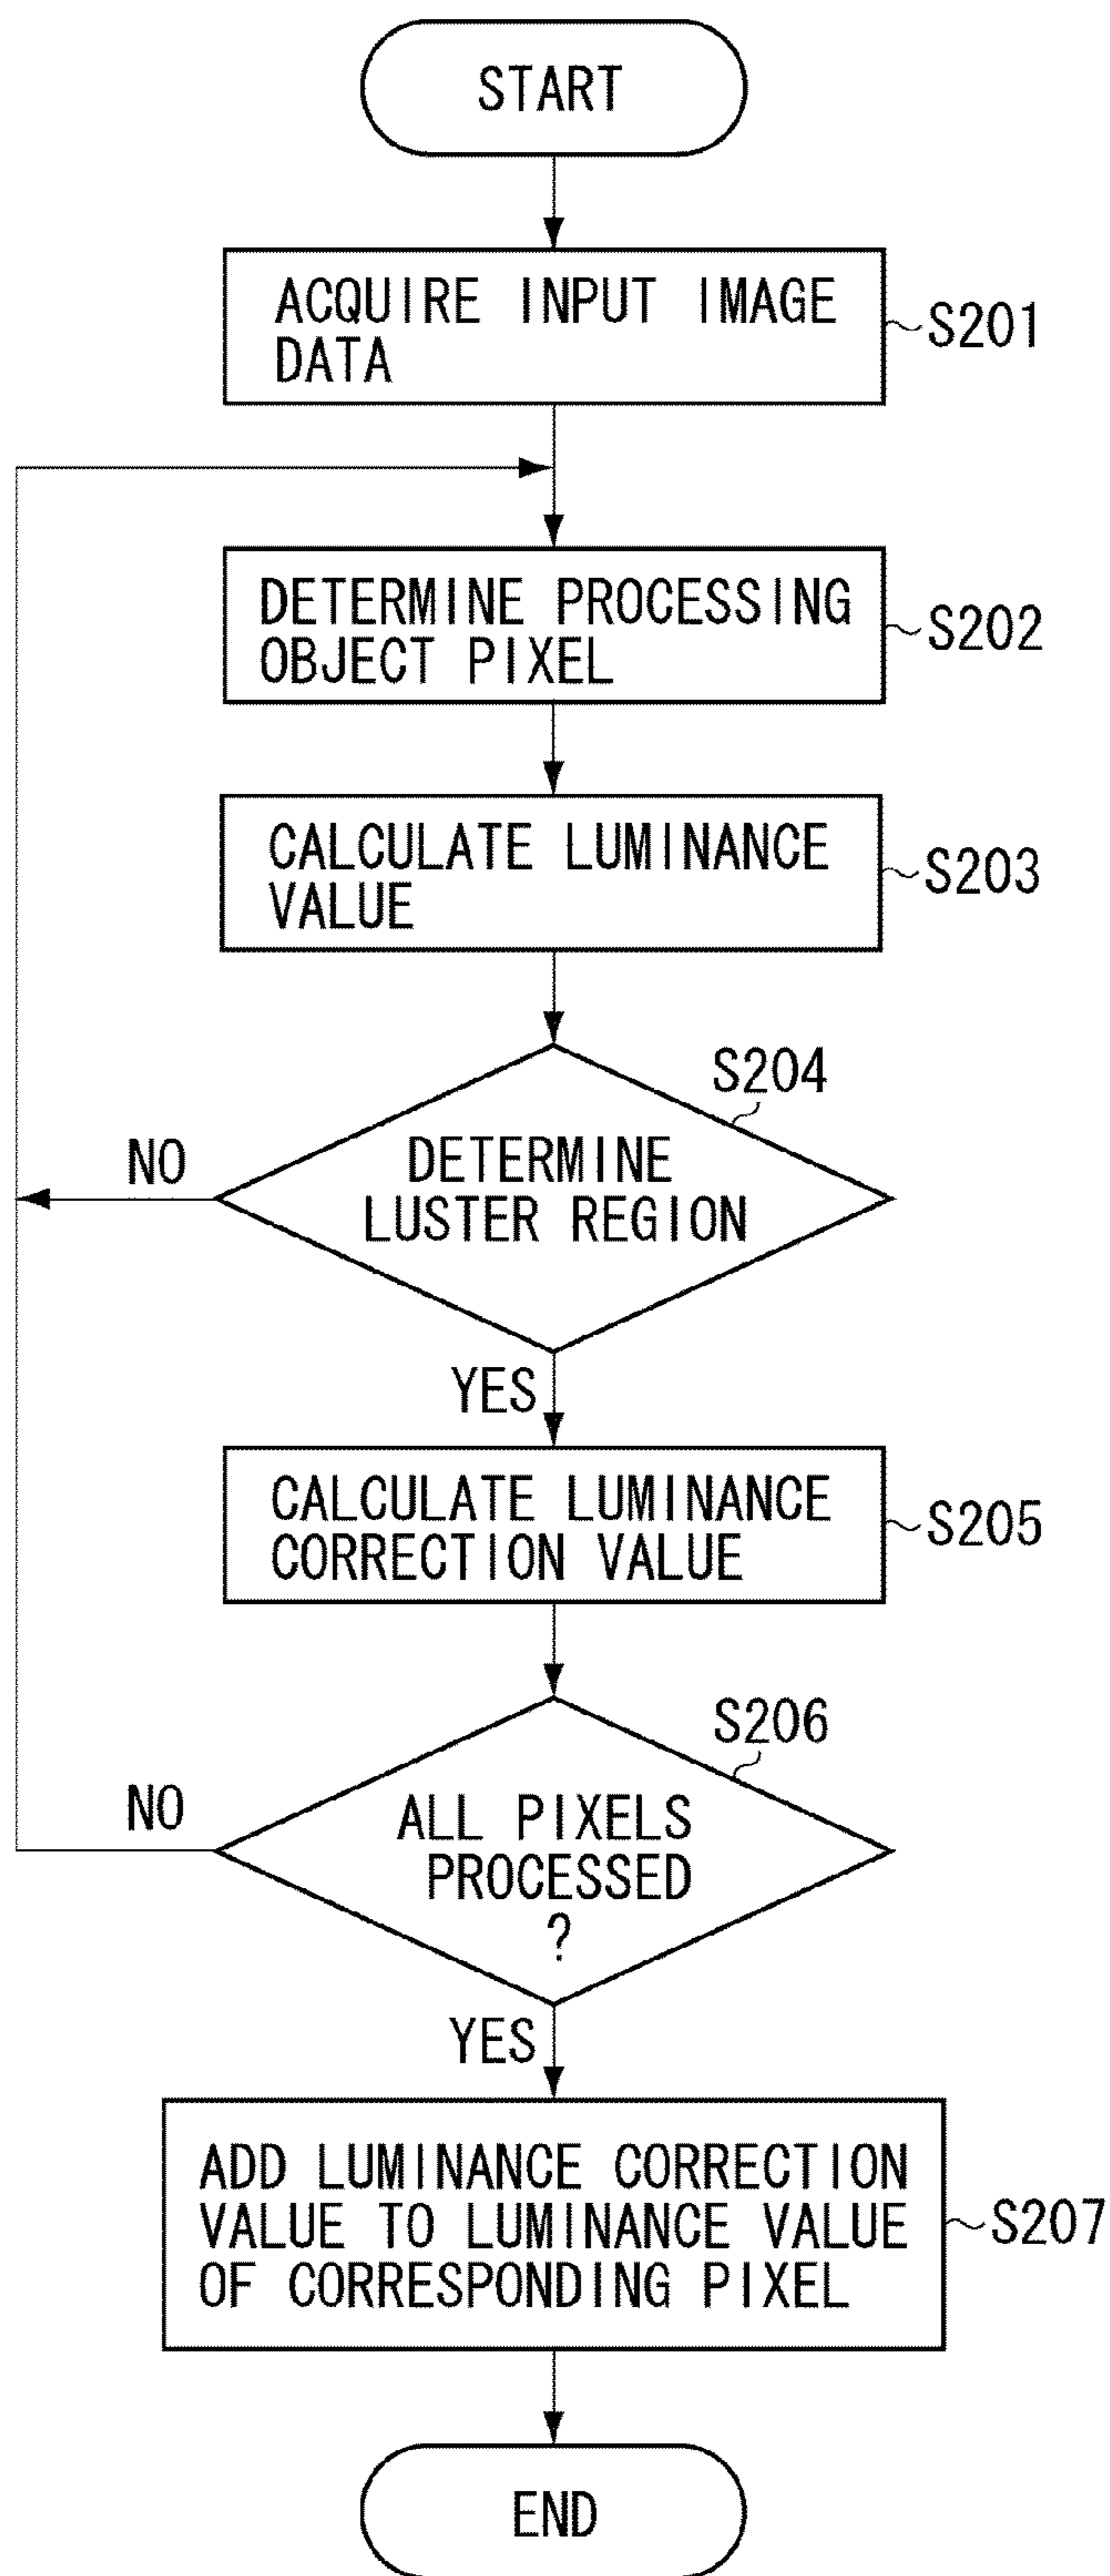 START
ACQUIRE INPUT IMAGE
DATA
S201
DETERMINE PROCESSING
OBJECT PIXEL
S202
CALCULATE LUMINANCE
VALUE
S203
S204
DETERMINE
LUSTER REGION
NO
YES
CALCULATE LUMINANCE
CORRECTION VALUE
S205
S206
ALL PIXELS
PROCESSED
?
NO
YES
ADD LUMINANCE CORRECTION
VALUE TO LUMINANCE VALUE
OF CORRESPONDING PIXEL
S207
END